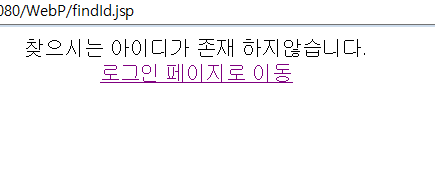 080/WebP/findId.jsp
찾으시는 아이디가 존재 하지않습니다.
로그인 페이지로 이동